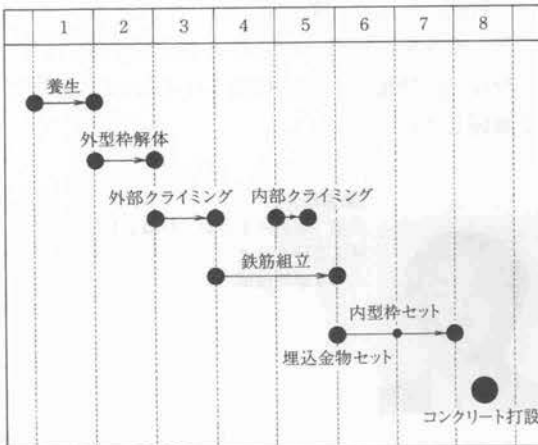 1 2 3 4 5 6 7 8
養生
外型枠解体
外部クライミング 内部クライミング
鉄筋組立
内型枠セット
埋込金物セット
コンクリート打設